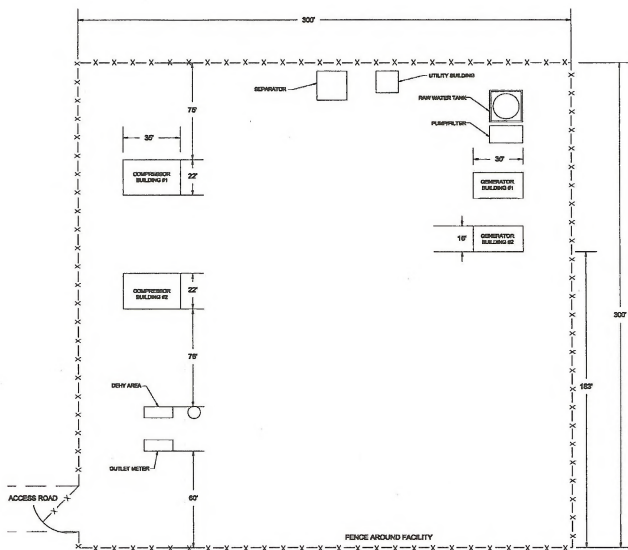 300'
SEPARATOR
UTILITY BUILDING
RAW WATER TANK
PUMP/FILTER
75'
35'
30'
COMPRESSOR
BUILDING #1
22'
GENERATOR
BUILDING #1
16'
GENERATOR
BUILDING #2
COMPRESSOR
BUILDING #2
22'
300'
75'
183'
DEHY AREA
OUTLET METER
ACCESS ROAD
60'
FENCE AROUND FACILITY